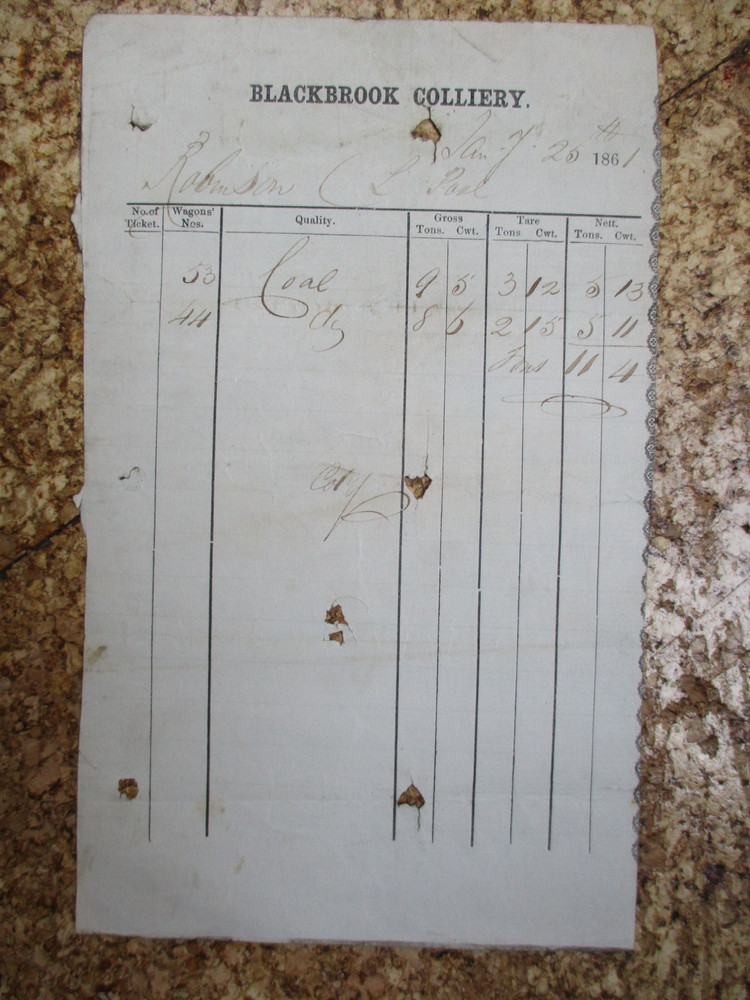 BLACKBROOK COLLIERY.
Jany 26th 1861.
Robinson L Pool
No. of Ticket. Wagons' Nos. Quality. Gross Tons. Cwt. Tare Tons Cwt. Nett. Tons. Cwt.
53 Coal 9 5 3 12 5 13
44 do 8 6 2 15 5 11
Tons 11 4